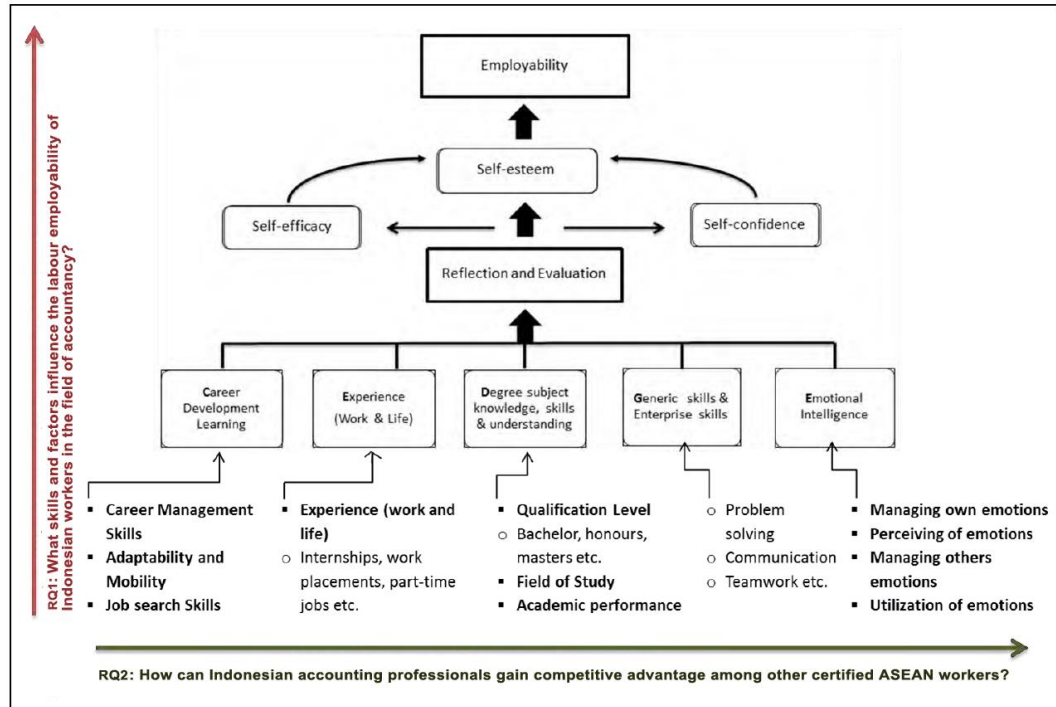 RQ1: What skills and factors influence the labour employability of
Indonesian workers in the field of accountancy?
Employability
Self-esteem
Self-efficacy
Self-confidence
Reflection and Evaluation
Career
Development
Learning
Experience
(Work & Life)
Degree subject
knowledge, skills
& understanding
Generic skills &
Enterprise skills
Emotional
Intelligence
▪ Career Management
Skills
▪ Adaptability and
Mobility
▪ Job search Skills
▪ Experience (work and
life)
○ Internships, work
placements, part-time
jobs etc.
▪ Qualification Level
○ Bachelor, honours,
masters etc.
▪ Field of Study
▪ Academic performance
○ Problem
solving
○ Communication
○ Teamwork etc.
▪ Managing own emotions
▪ Perceiving of emotions
▪ Managing others
emotions
▪ Utilization of emotions
RQ2: How can Indonesian accounting professionals gain competitive advantage among other certified ASEAN workers?